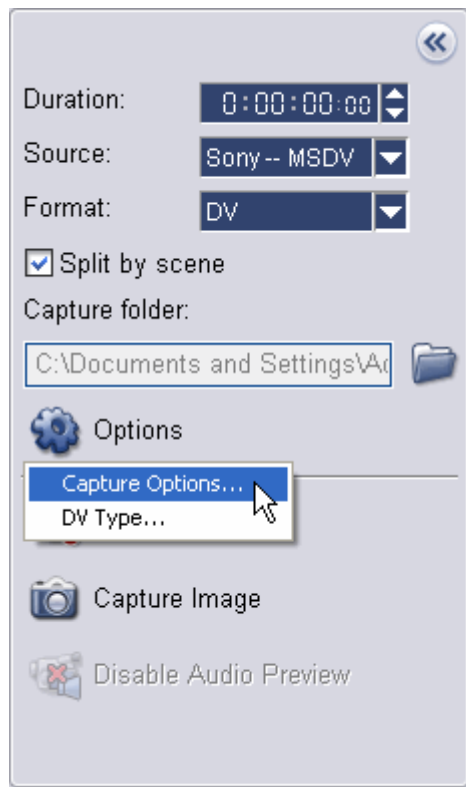 Duration:
0:00:00:00
Source:
Sony -- MSDV
Format:
DV
Split by scene
Capture folder:
C:\Documents and Settings\Ad
Options
Capture Options...
DV Type...
Capture Image
Disable Audio Preview